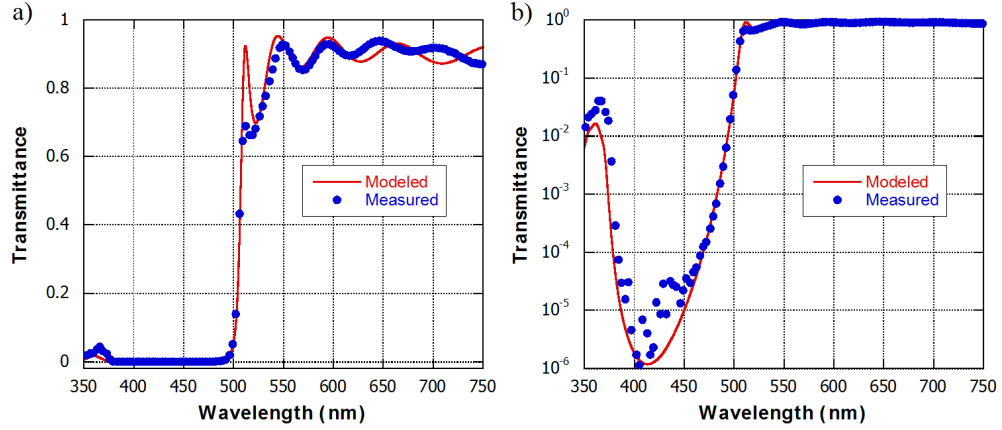 a)
Transmittance
1
0.8
0.6
0.4
0.2
0
350 400 450 500 550 600 650 700 750
Wavelength (nm)
Modeled
Measured
b)
Transmittance
10^0
10^-1
10^-2
10^-3
10^-4
10^-5
10^-6
350 400 450 500 550 600 650 700 750
Wavelength (nm)
Modeled
Measured